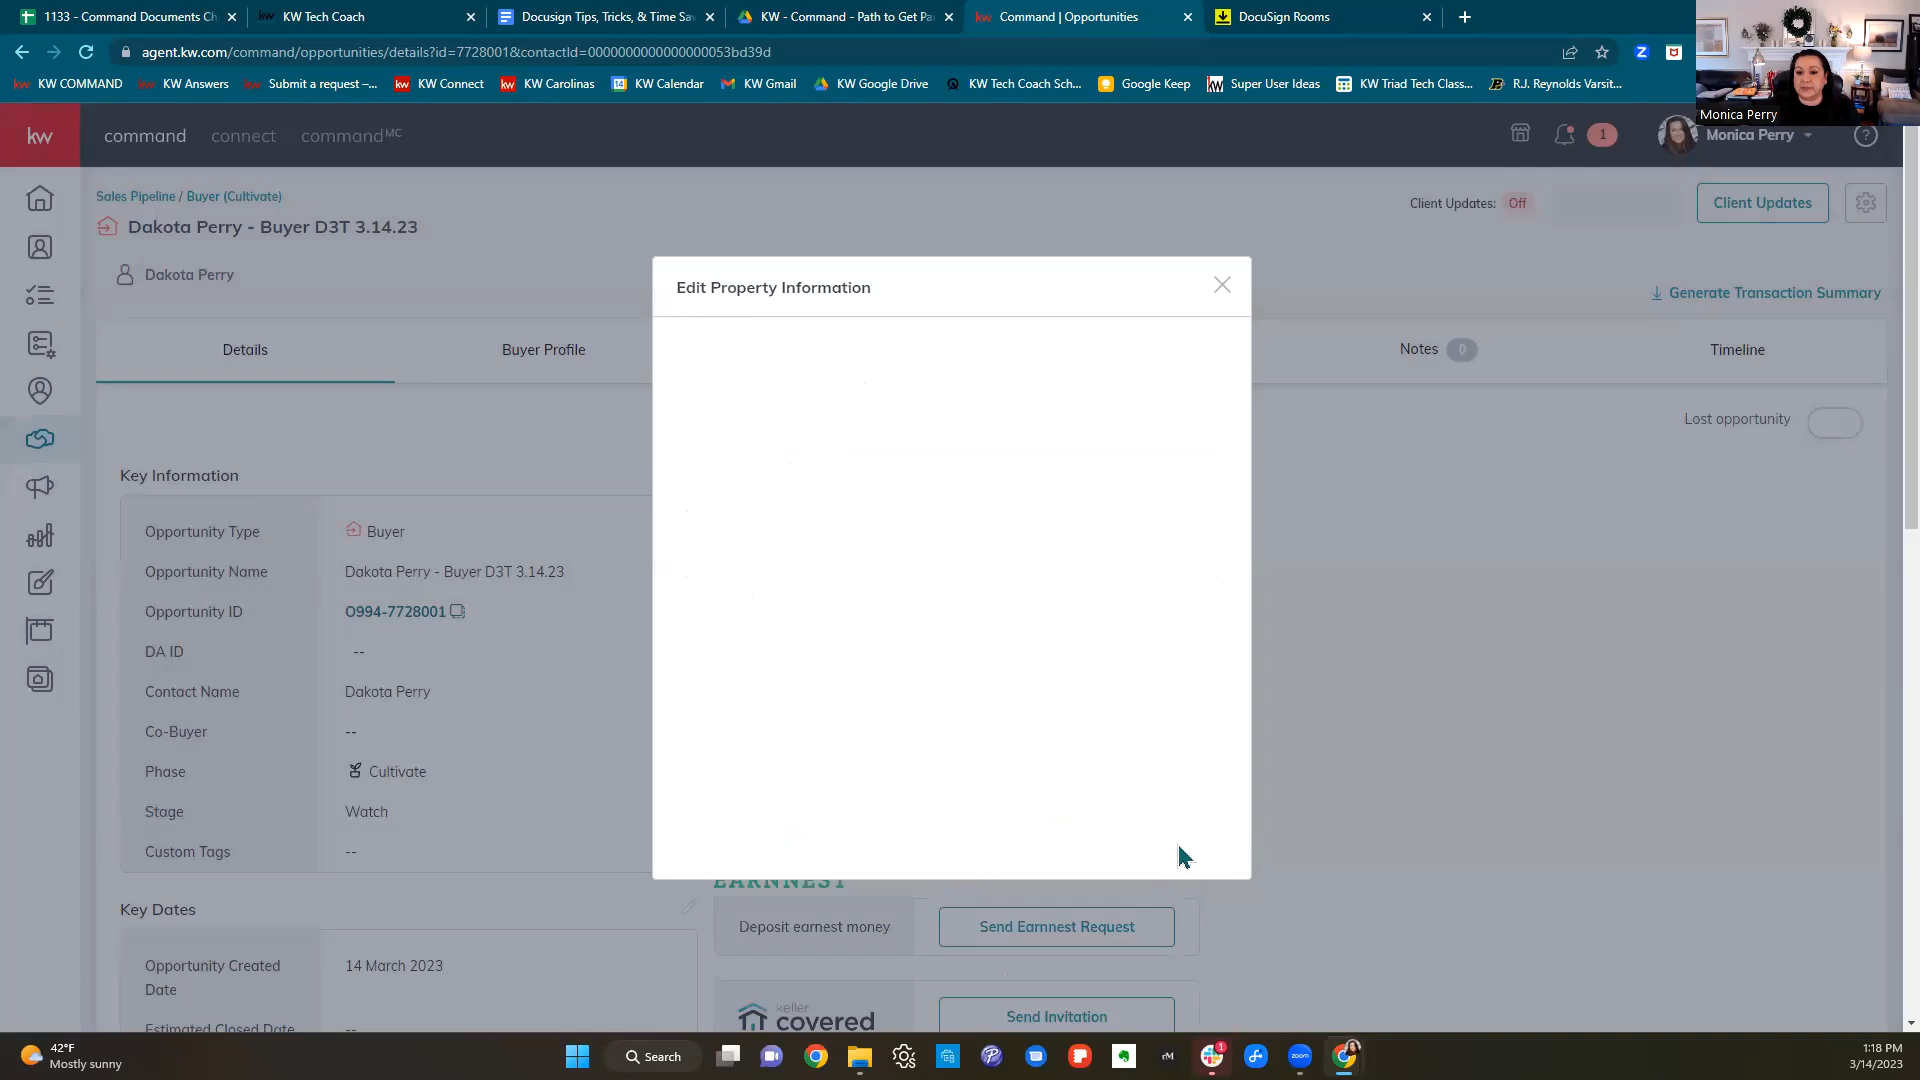 1133 - Command Documents Ch
KW Tech Coach
Docusign Tips, Tricks, & Time Sav
KW - Command - Path to Get Pai
Command | Opportunities
DocuSign Rooms
agent.kw.com/command/opportunities/details?id=7728001&contactId=0000000000000000053bd39d
KW COMMAND
KW Answers
Submit a request –...
KW Connect
KW Carolinas
KW Calendar
KW Gmail
KW Google Drive
KW Tech Coach Sch...
Google Keep
Super User Ideas
KW Triad Tech Class...
R.J. Reynolds Varsit...
Monica Perry
kw
command
connect
commandMC
1
Monica Perry
Sales Pipeline / Buyer (Cultivate)
Client Updates: Off
Client Updates
Dakota Perry - Buyer D3T 3.14.23
Dakota Perry
Edit Property Information
Generate Transaction Summary
Details
Buyer Profile
Notes 0
Timeline
Lost opportunity
Key Information
Opportunity Type
Buyer
Opportunity Name
Dakota Perry - Buyer D3T 3.14.23
Opportunity ID
O994-7728001
DA ID
--
Contact Name
Dakota Perry
Co-Buyer
--
Phase
Cultivate
Stage
Watch
Custom Tags
--
EARNNEST
Key Dates
Deposit earnest money
Send Earnnest Request
Opportunity Created
Date
14 March 2023
keller
covered
Send Invitation
Estimated Closed Date
--
42°F
Mostly sunny
Search
1
zoom
1:18 PM
3/14/2023